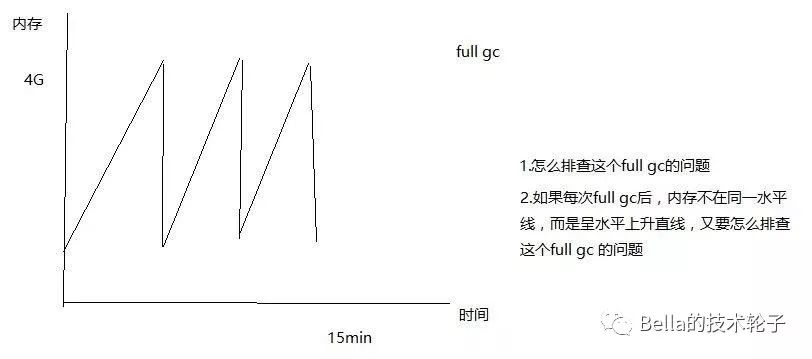 内存
4G
full gc
1.怎么排查这个full gc的问题
2.如果每次full gc后，内存不在同一水平
线，而是呈水平上升直线，又要怎么排查
这个full gc 的问题
时间
15min
Bella的技术轮子